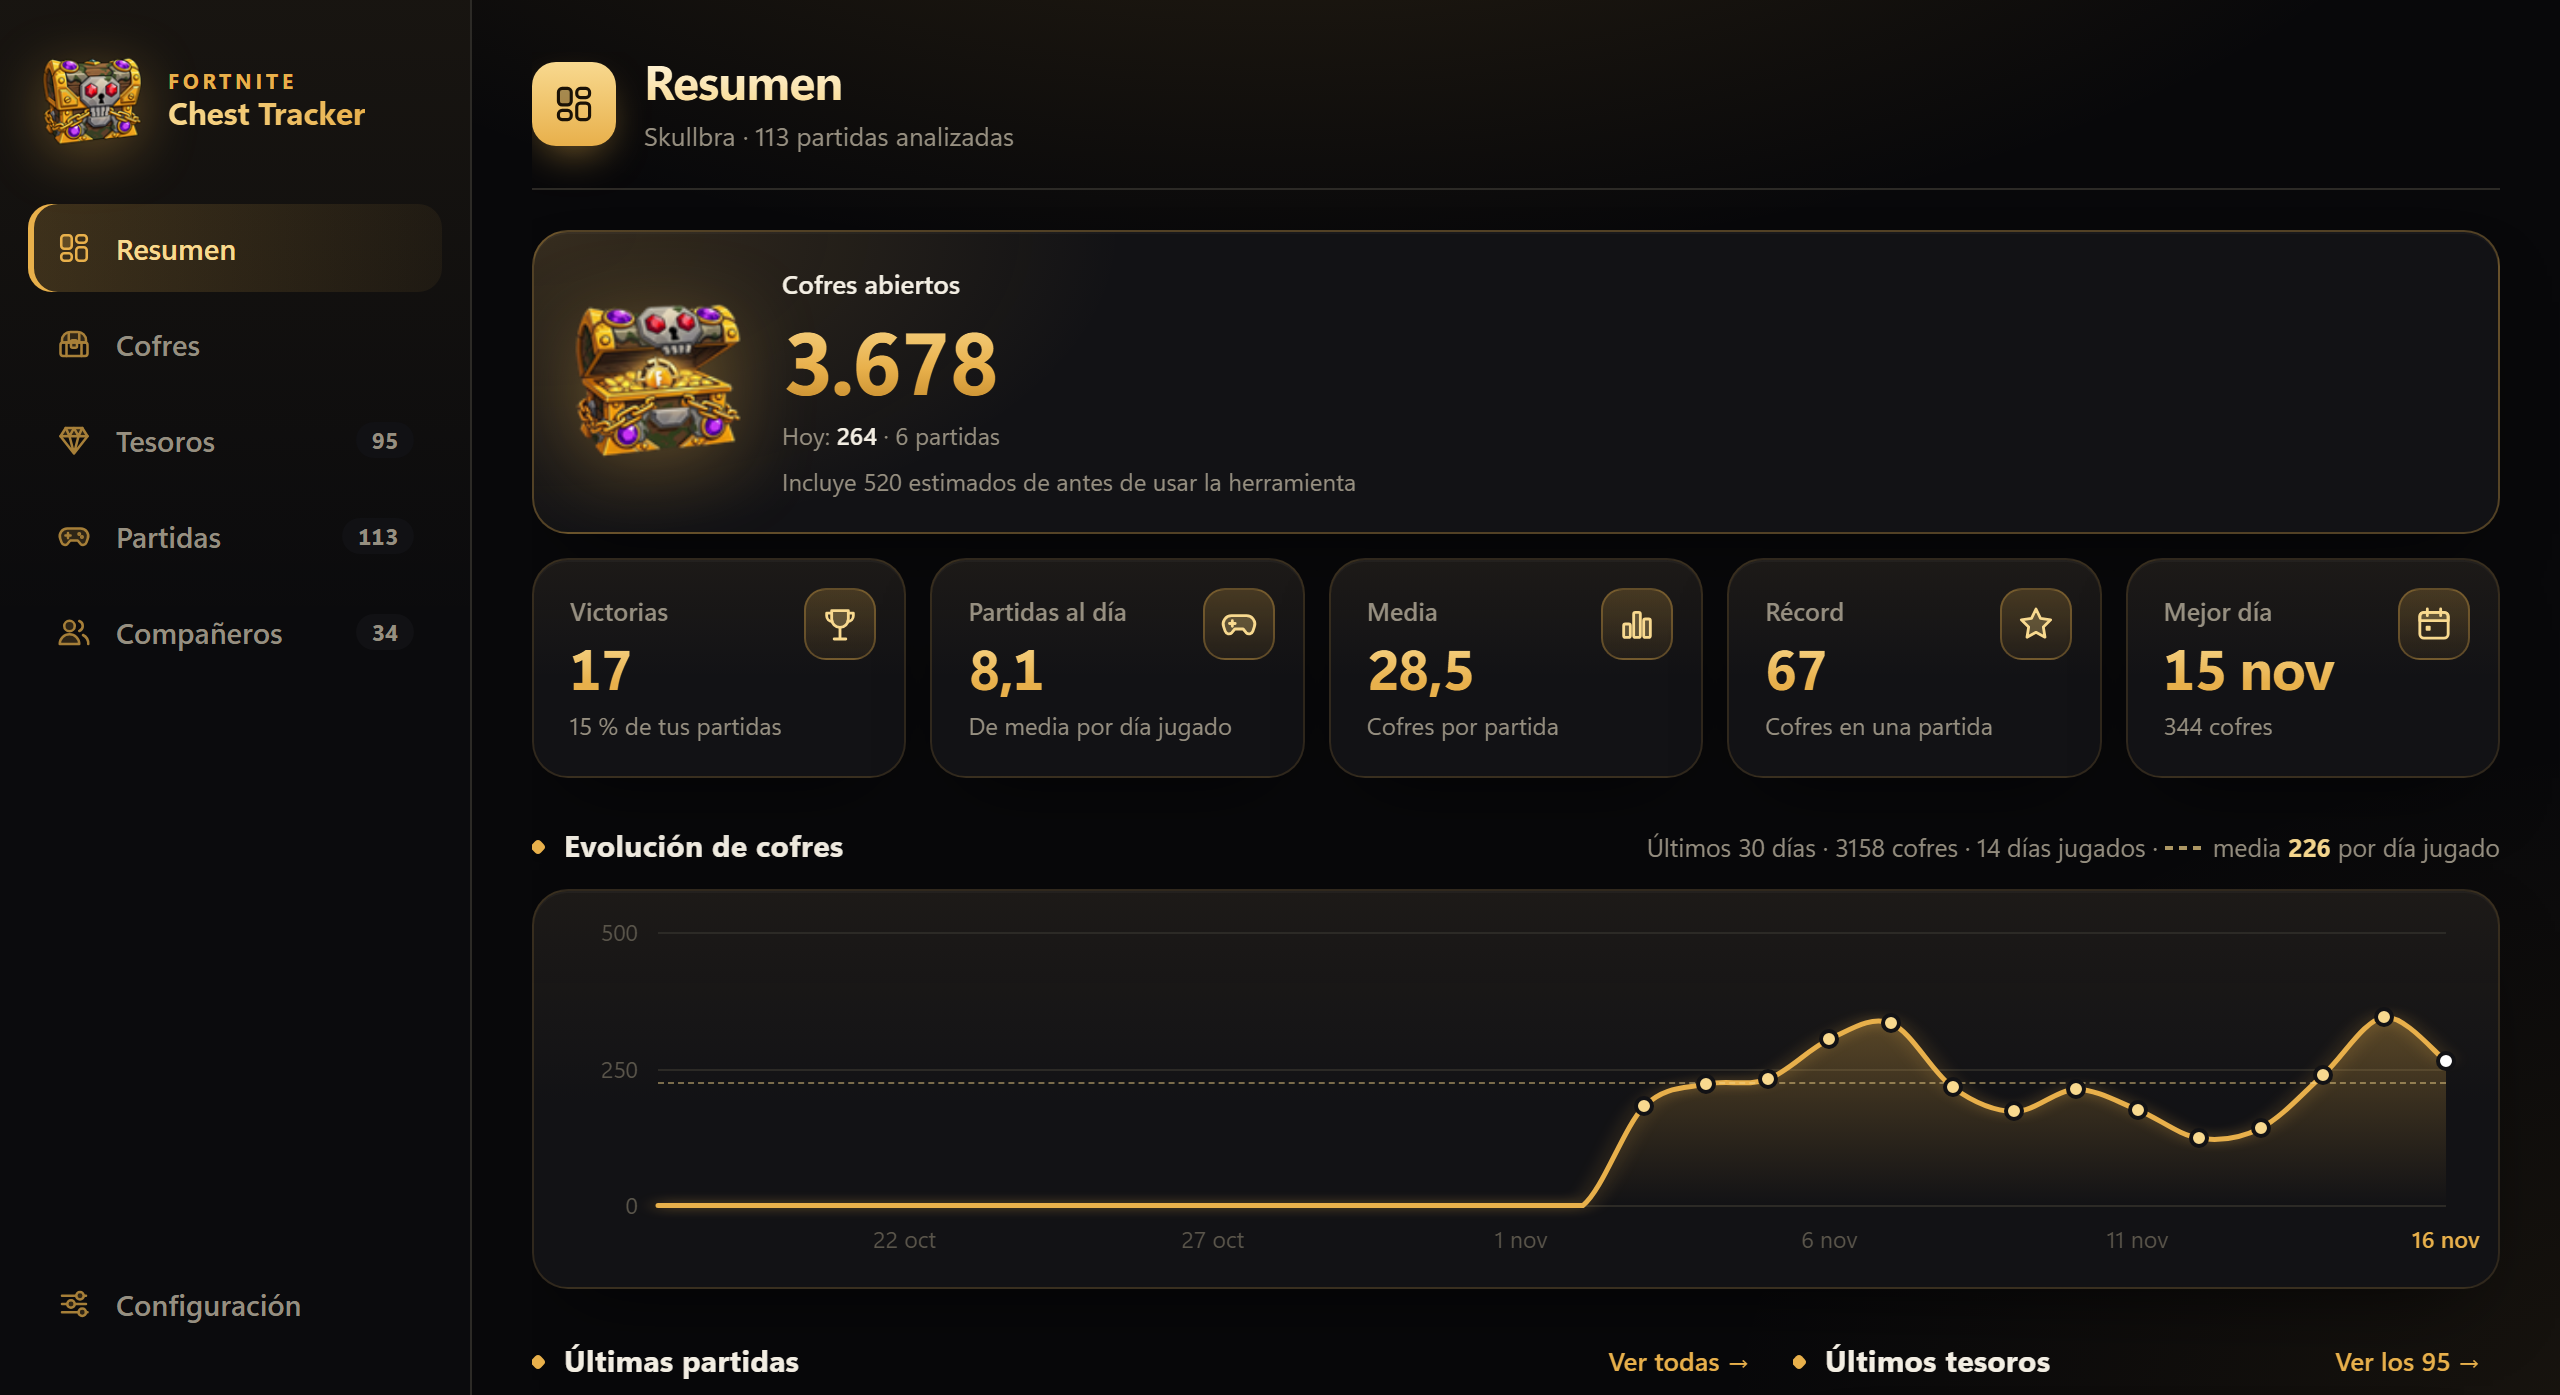 FORTNITE
Chest Tracker
Resumen
Cofres
Tesoros 95
Partidas 113
Compañeros 34
Configuración
Resumen
Skullbra · 113 partidas analizadas
Cofres abiertos
3.678
Hoy: 264 · 6 partidas
Incluye 520 estimados de antes de usar la herramienta
Victorias
17
15 % de tus partidas
Partidas al día
8,1
De media por día jugado
Media
28,5
Cofres por partida
Récord
67
Cofres en una partida
Mejor día
15 nov
344 cofres
Evolución de cofres
Últimos 30 días · 3158 cofres · 14 días jugados · --- media 226 por día jugado
500
250
0
22 oct 27 oct 1 nov 6 nov 11 nov 16 nov
Últimas partidas Ver todas →
Últimos tesoros Ver los 95 →